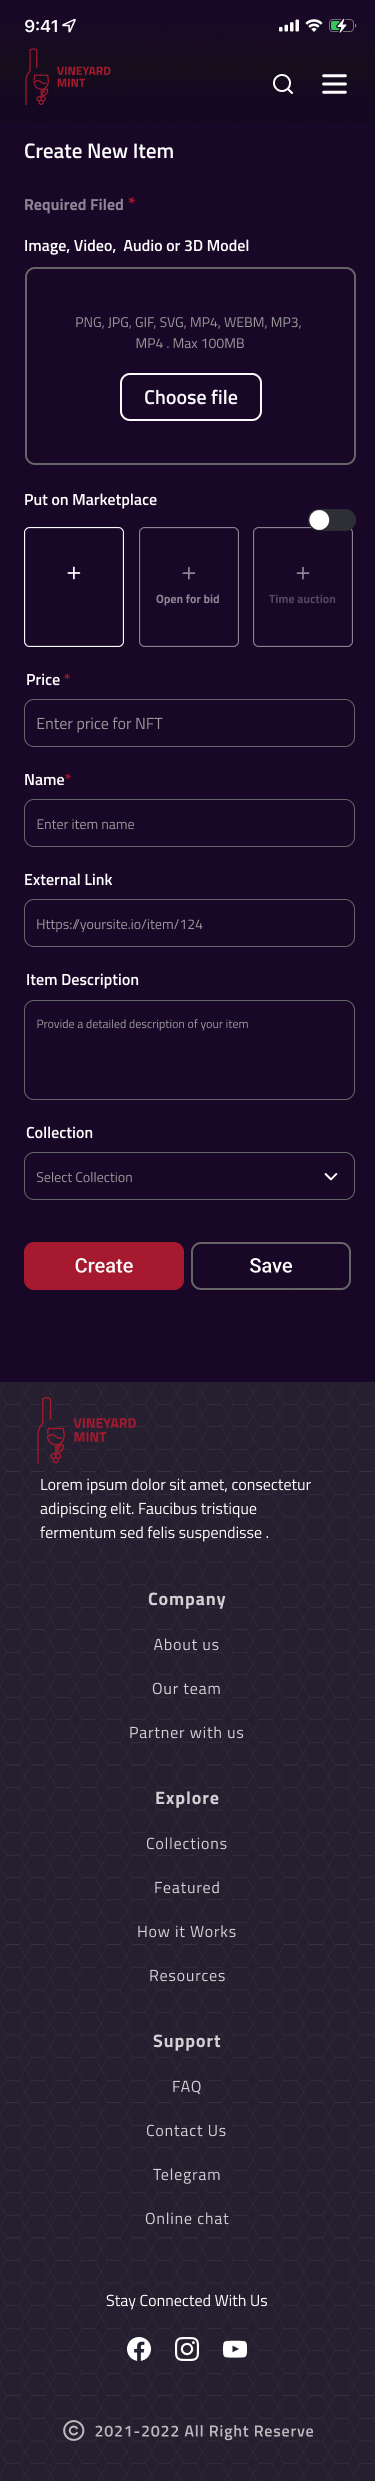 9:41
VINEYARD
MINT
Create New Item
Required Filed *
Image, Video, Audio or 3D Model
PNG, JPG, GIF, SVG, MP4, WEBM, MP3,
MP4 . Max 100MB
Choose file
Put on Marketplace
+
+
+
Open for bid
Time auction
Price *
Enter price for NFT
Name*
Enter item name
External Link
Https://yoursite.io/item/124
Item Description
Provide a detailed description of your item
Collection
Select Collection
Create
Save
VINEYARD
MINT
Lorem ipsum dolor sit amet, consectetur
adipiscing elit. Faucibus tristique
fermentum sed felis suspendisse .
Company
About us
Our team
Partner with us
Explore
Collections
Featured
How it Works
Resources
Support
FAQ
Contact Us
Telegram
Online chat
Stay Connected With Us
© 2021-2022 All Right Reserve